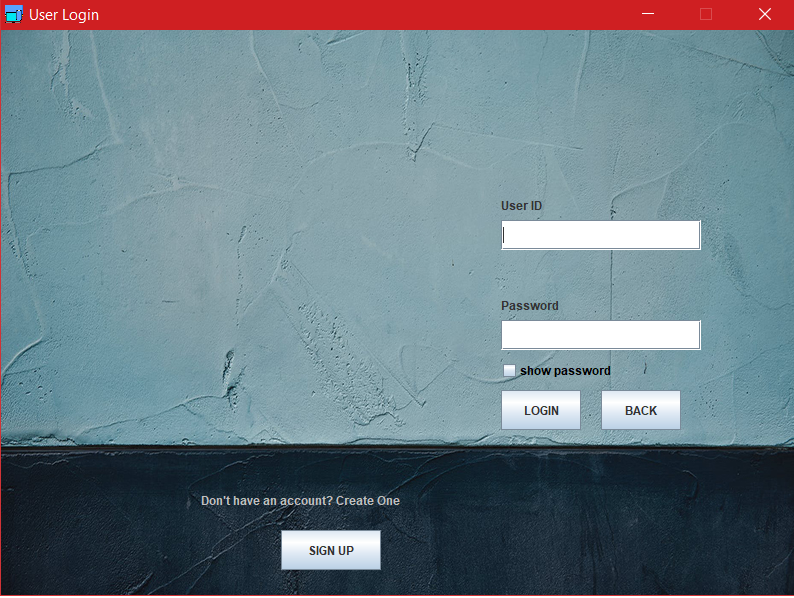 User Login
User ID
Password
show password
LOGIN BACK
Don't have an account? Create One
SIGN UP